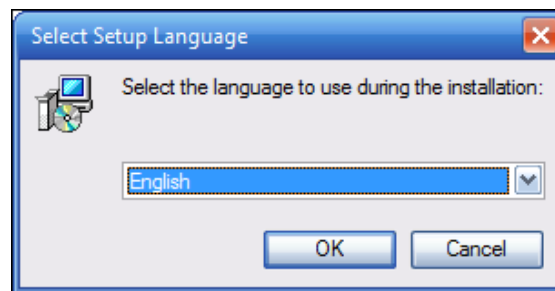 Select Setup Language
Select the language to use during the installation:
English
OK
Cancel